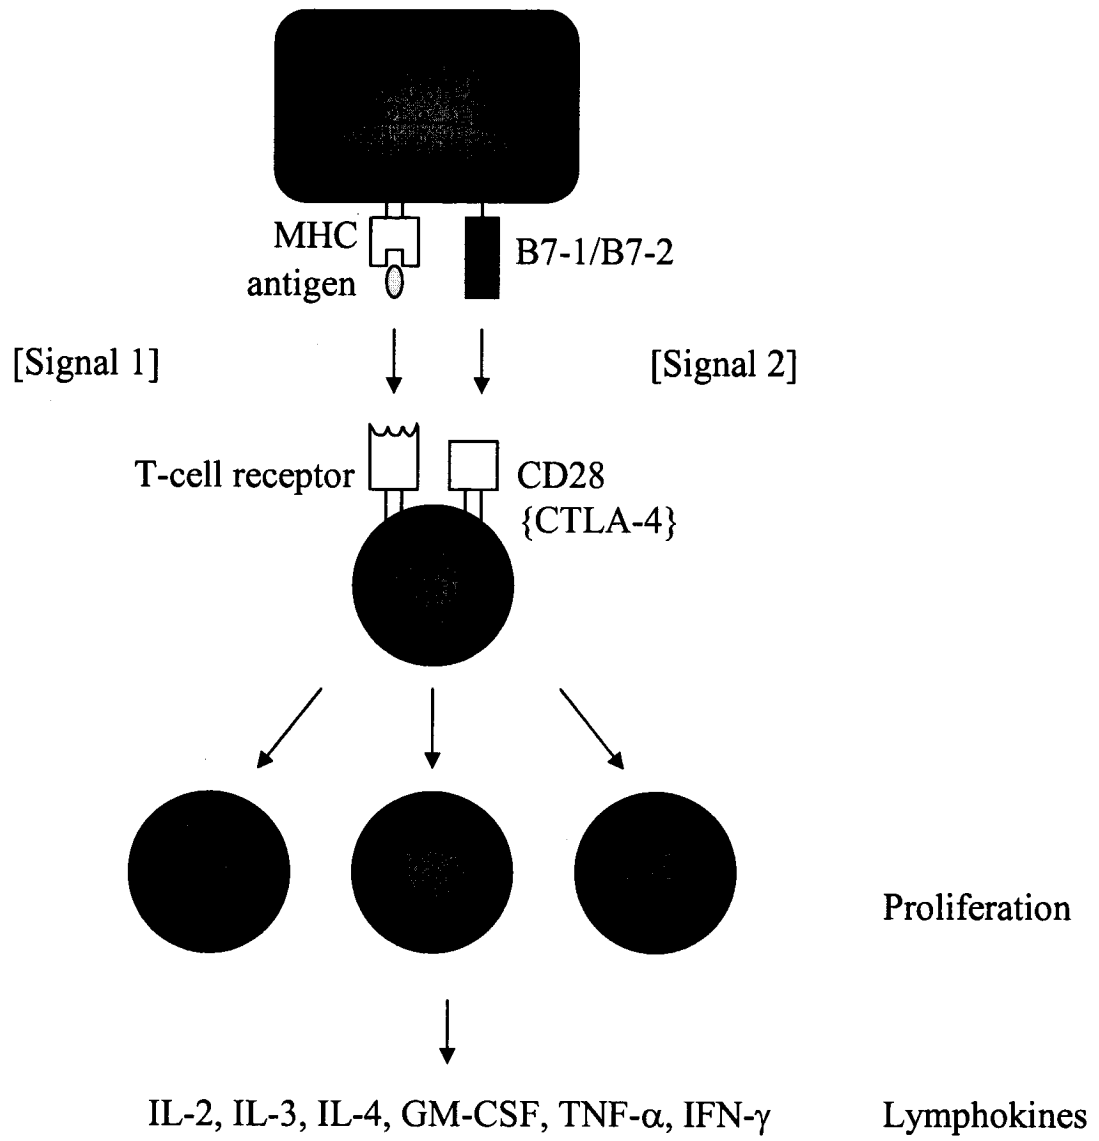 MHC
antigen
B7-1/B7-2
[Signal 1]
[Signal 2]
T-cell receptor
CD28
{CTLA-4}
Proliferation
IL-2, IL-3, IL-4, GM-CSF, TNF-α, IFN-γ
Lymphokines